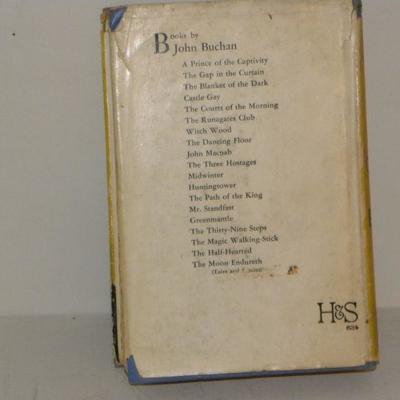 Books by
John Buchan
A Prince of the Captivity
The Gap in the Curtain
The Blanket of the Dark
Castle Gay
The Courts of the Morning
The Runagates Club
Witch Wood
The Dancing Floor
John Macnab
The Three Hostages
Midwinter
Huntingtower
The Path of the King
Mr. Standfast
Greenmantle
The Thirty-Nine Steps
The Magic Walking-Stick
The Half-Hearted
The Moon Endureth
(Tales and
H&S